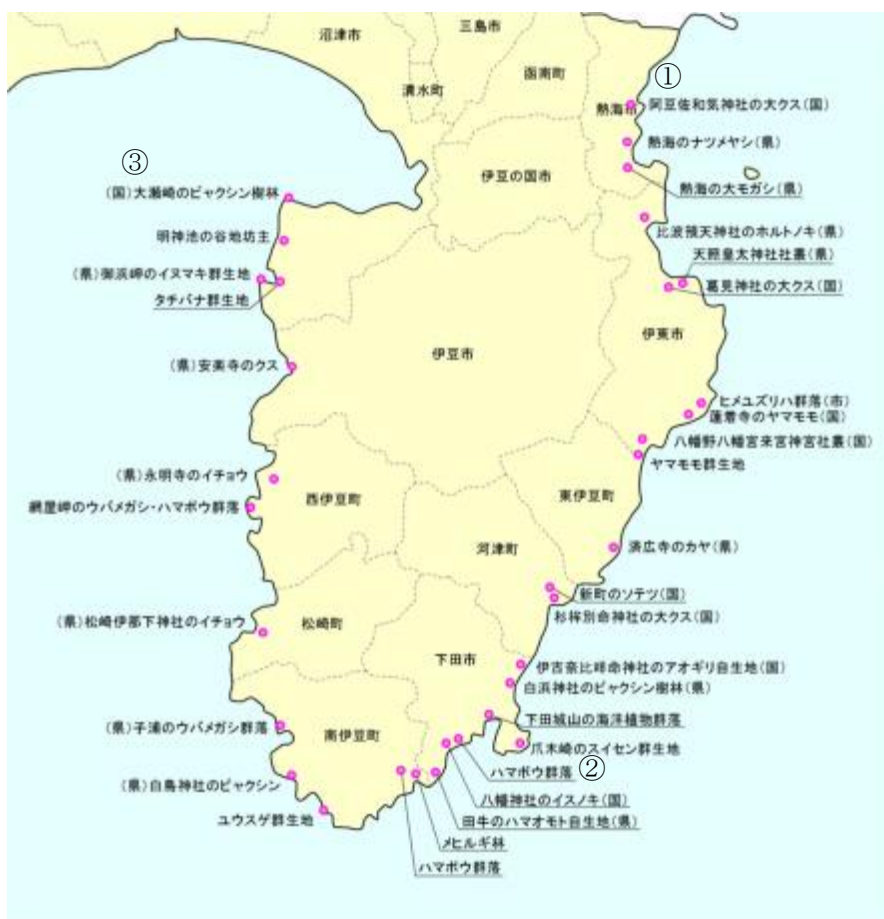 沼津市
三島市
函南町
清水町
①
熱海市
阿豆佐和気神社の大クス(国)
熱海のナツメヤシ(県)
③
(国)大瀬崎のビャクシン樹林
伊豆の国市
熱海の大モガシ(県)
比波預天神社のホルトノキ(県)
明神池の谷地坊主
天照皇太神社社叢(県)
(県)御浜岬のイヌマキ群生地
葛見神社の大クス(国)
タチバナ群生地
伊東市
伊豆市
(県)安楽寺のクス
ヒメユズリハ群落(市)
蓮着寺のヤマモモ(国)
八幡野八幡宮来宮神宮社叢(国)
ヤマモモ群生地
(県)永明寺のイチョウ
西伊豆町
東伊豆町
網屋岬のウバメガシ・ハマボウ群落
河津町
済広寺のカヤ(県)
新町のソテツ(国)
杉桙別命神社の大クス(国)
(県)松崎伊那下神社のイチョウ
松崎町
下田市
伊古奈比咩命神社のアオギリ自生地(国)
白浜神社のビャクシン樹林(県)
(県)子浦のウバメガシ群落
南伊豆町
下田城山の海洋植物群落
爪木崎のスイセン群生地
ハマボウ群落
②
(県)白鳥神社のビャクシン
八幡神社のイスノキ(国)
ユウスゲ群生地
田牛のハマオモト自生地(県)
メヒルギ林
ハマボウ群落